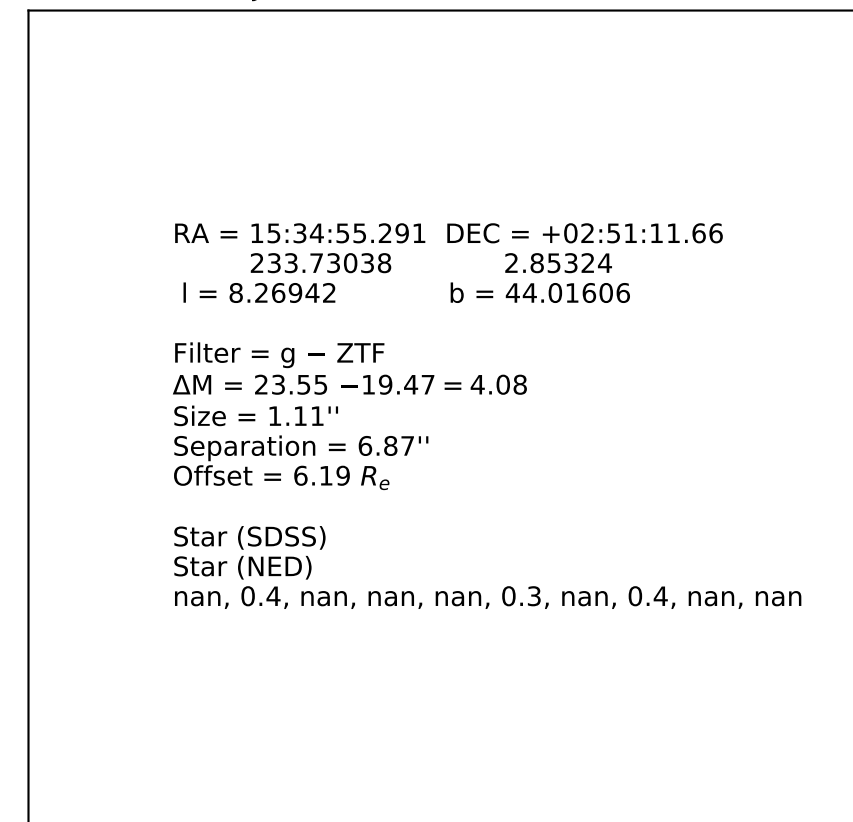 RA = 15:34:55.291 DEC = +02:51:11.66
233.73038 2.85324
l = 8.26942 b = 44.01606
Filter = g − ZTF
ΔM = 23.55 −19.47 = 4.08
Size = 1.11''
Separation = 6.87''
Offset = 6.19 Re
Star (SDSS)
Star (NED)
nan, 0.4, nan, nan, nan, 0.3, nan, 0.4, nan, nan